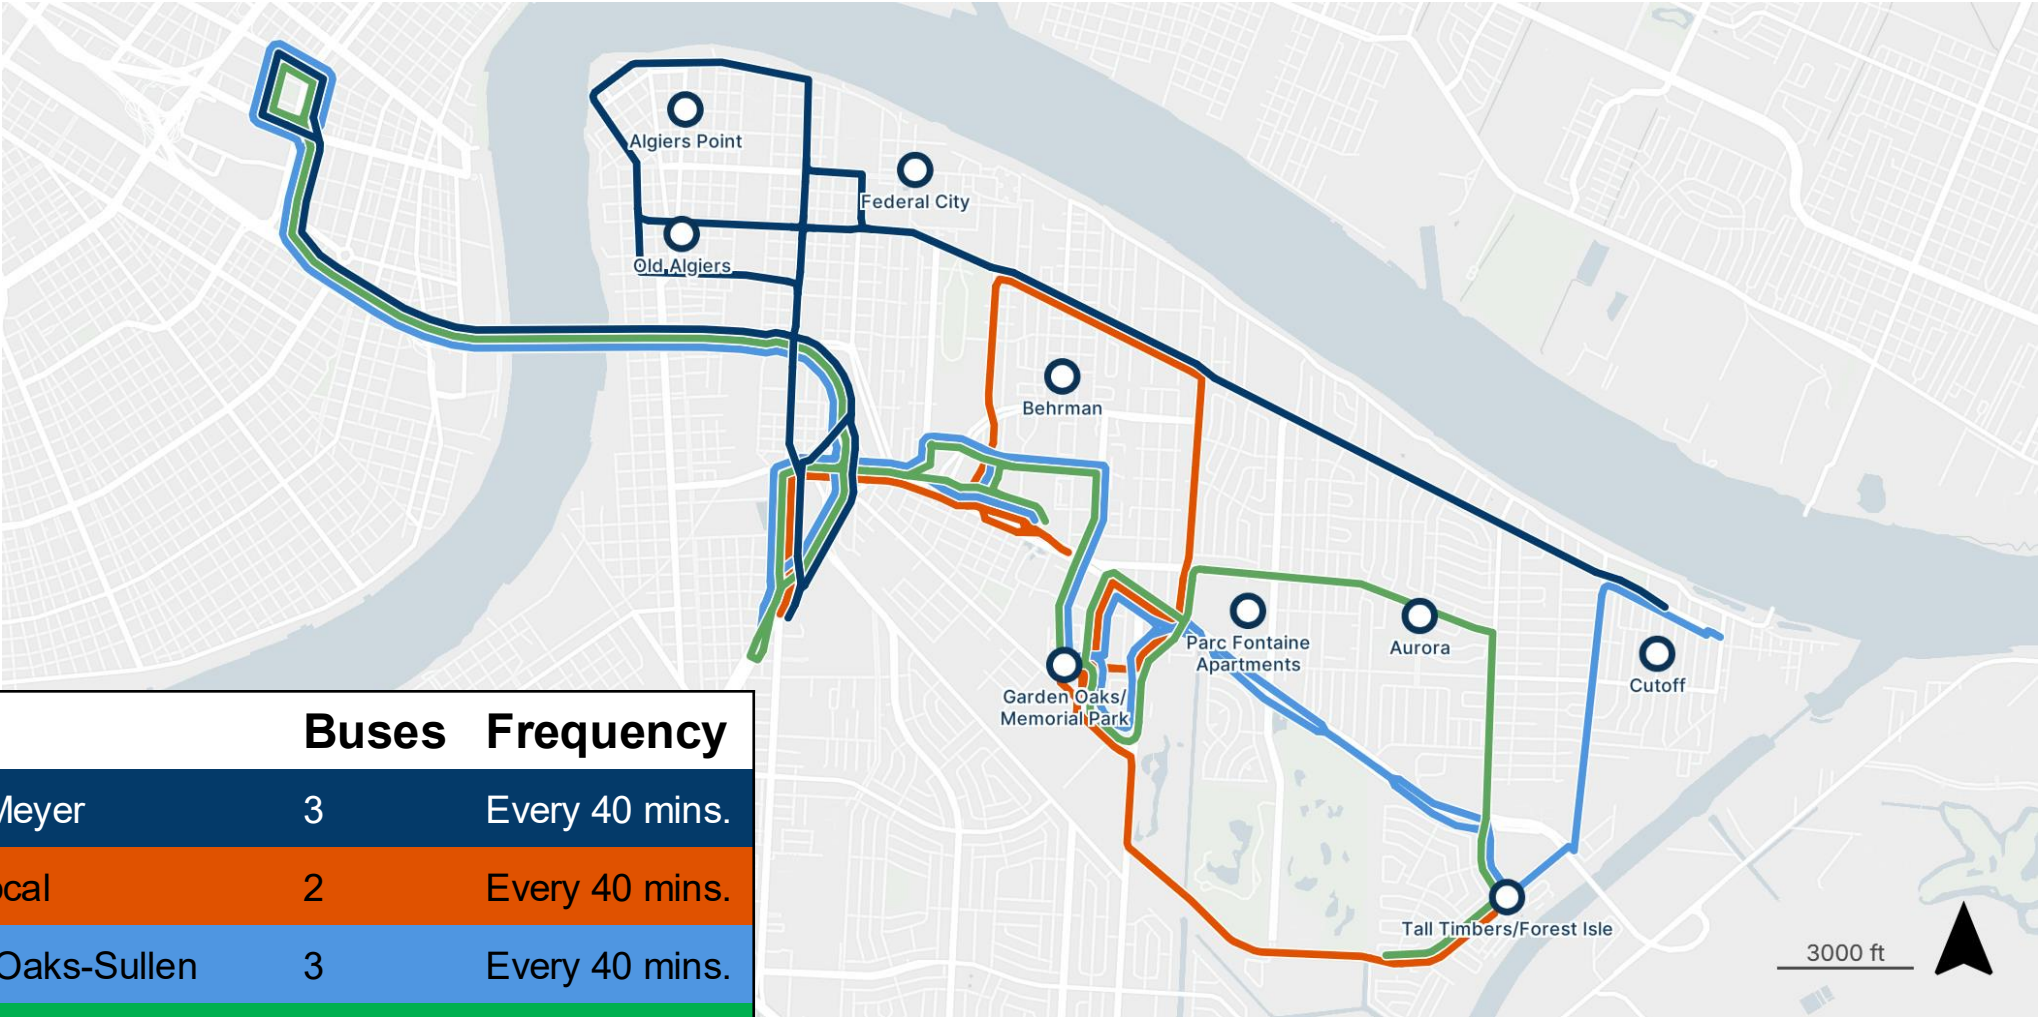 Algiers Point
Federal City
Old Algiers
Behrman
Parc Fontaine
Apartments
Aurora
Cutoff
Garden Oaks/
Memorial Park
Tall Timbers/Forest Isle
3000 ft
Buses Frequency
Meyer 3 Every 40 mins.
ocal 2 Every 40 mins.
Oaks-Sullen 3 Every 40 mins.